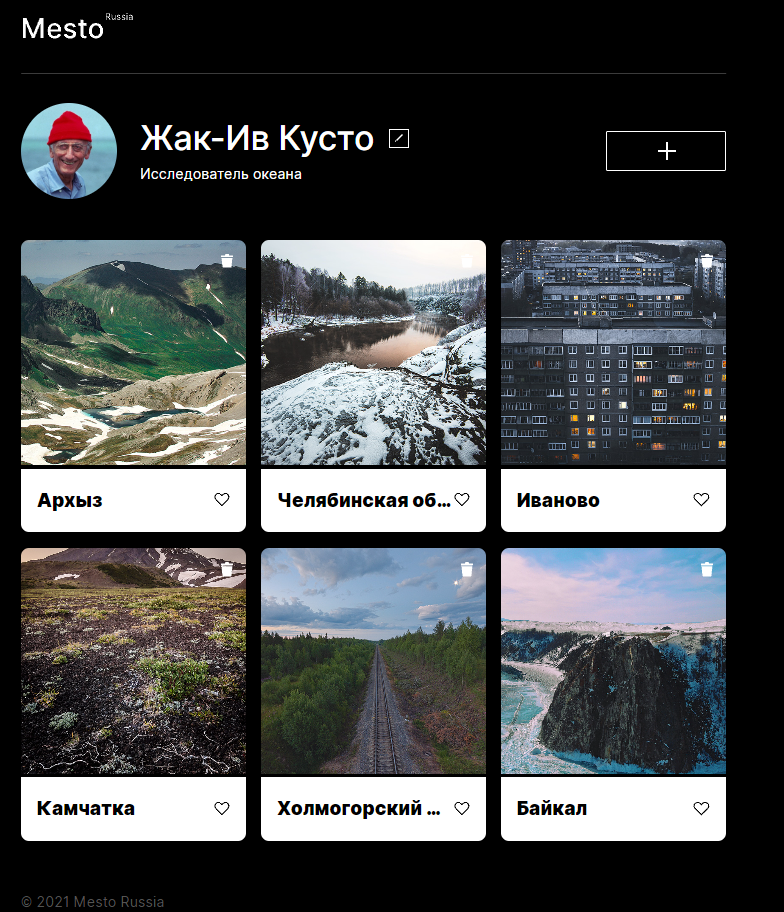 Mesto Russia
Жак-Ив Кусто
Исследователь океана
Архыз
Челябинская об...
Иваново
Камчатка
Холмогорский ...
Байкал
© 2021 Mesto Russia